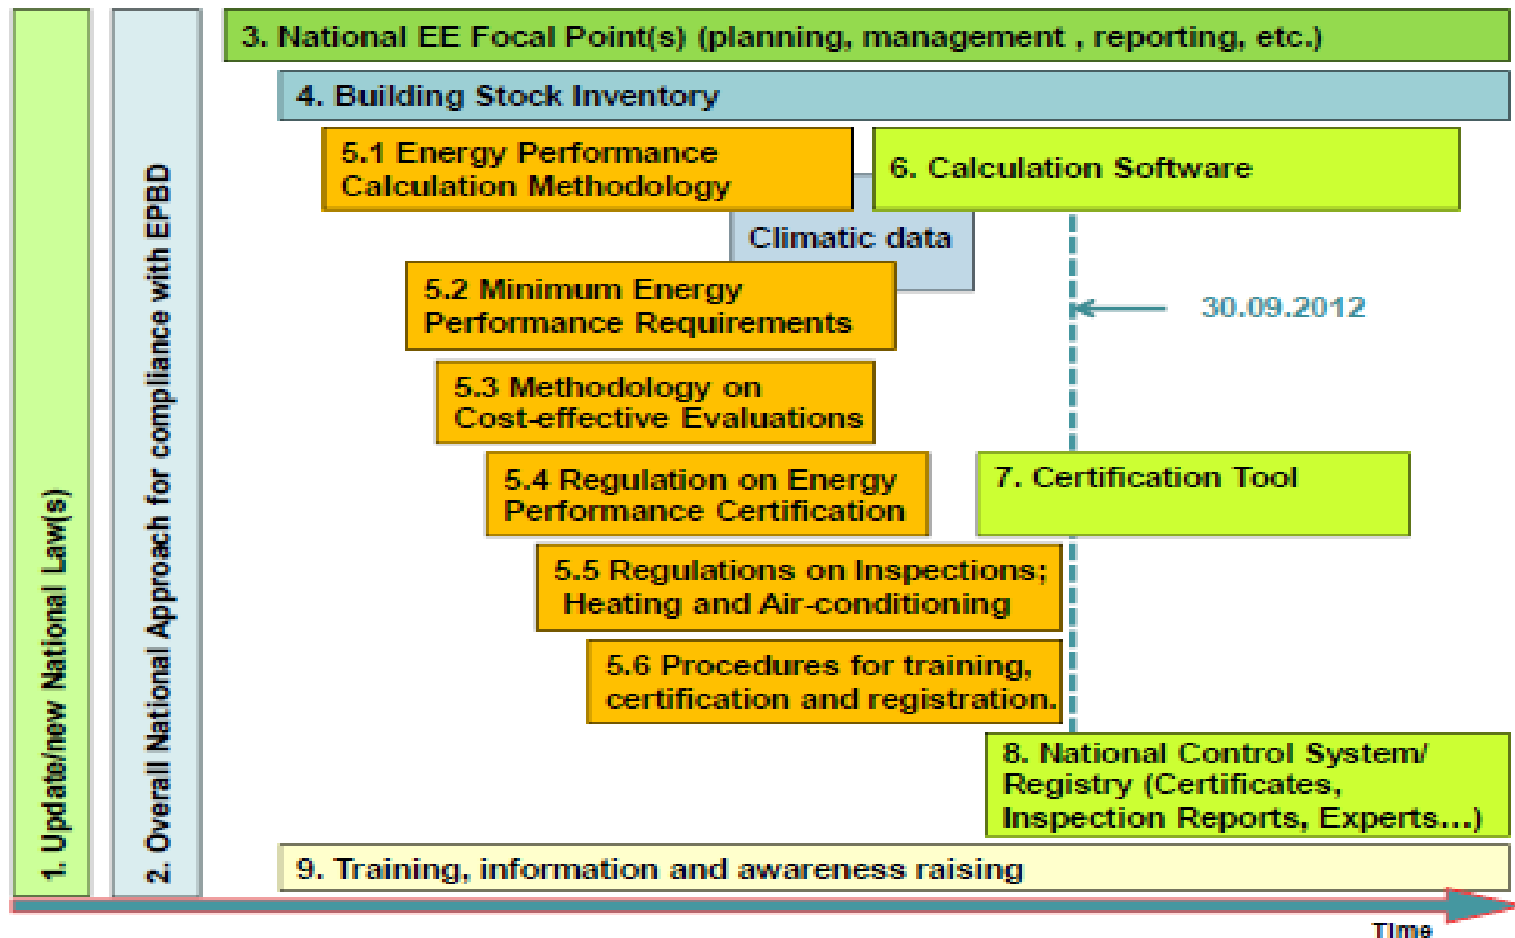 1. Update/new National Law(s)
2. Overall National Approach for compliance with EPBD
3. National EE Focal Point(s) (planning, management , reporting, etc.)
4. Building Stock Inventory
5.1 Energy Performance
Calculation Methodology
6. Calculation Software
Climatic data
5.2 Minimum Energy
Performance Requirements
30.09.2012
5.3 Methodology on
Cost-effective Evaluations
5.4 Regulation on Energy
Performance Certification
7. Certification Tool
5.5 Regulations on Inspections;
Heating and Air-conditioning
5.6 Procedures for training,
certification and registration.
8. National Control System/
Registry (Certificates,
Inspection Reports, Experts...)
9. Training, information and awareness raising
Time